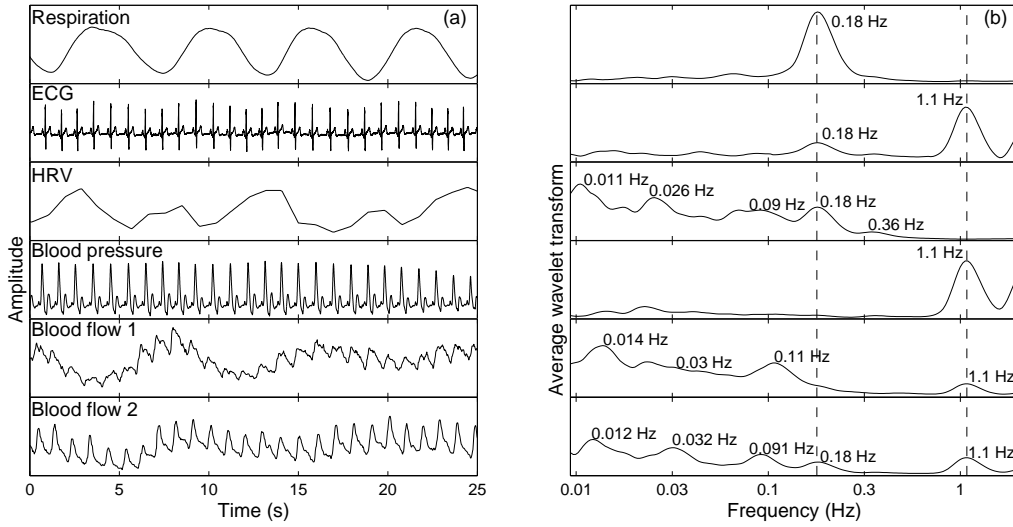 Respiration
(a)
ECG
HRV
Blood pressure
Blood flow 1
Blood flow 2
Amplitude
0 5 10 15 20 25
Time (s)
(b)
0.18 Hz
1.1 Hz
0.18 Hz
0.011 Hz
0.026 Hz
0.09 Hz
0.18 Hz
0.36 Hz
1.1 Hz
0.014 Hz
0.03 Hz
0.11 Hz
1.1 Hz
0.012 Hz
0.032 Hz
0.091 Hz
0.18 Hz
1.1 Hz
Average wavelet transform
0.01 0.03 0.1 0.3 1
Frequency (Hz)